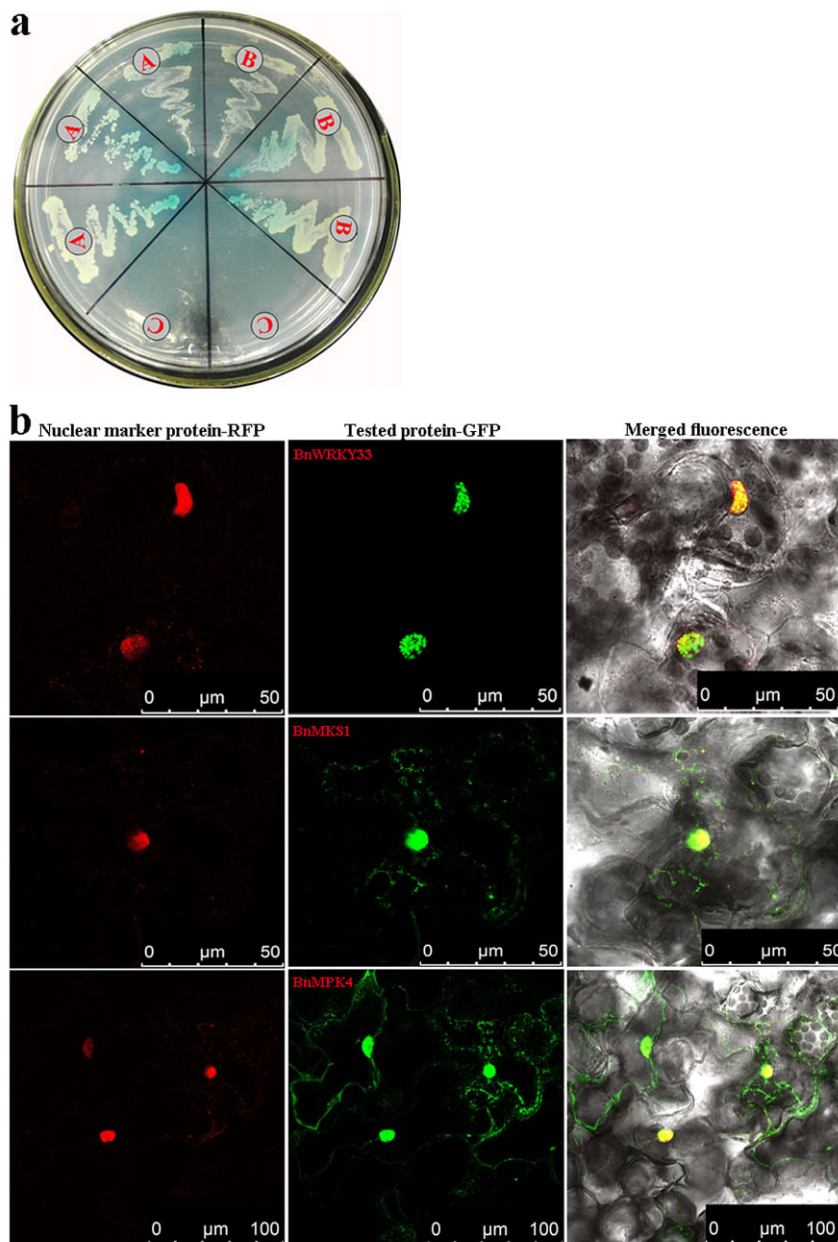 a
A
B
A
B
A
B
C
C
b
Nuclear marker protein-RFP
Tested protein-GFP
Merged fluorescence
BnWRKY33
0 µm 50
0 µm 50
0 µm 50
BnMKS1
0 µm 50
0 µm 50
0 µm 50
BnMPK4
0 µm 100
0 µm 100
0 µm 100